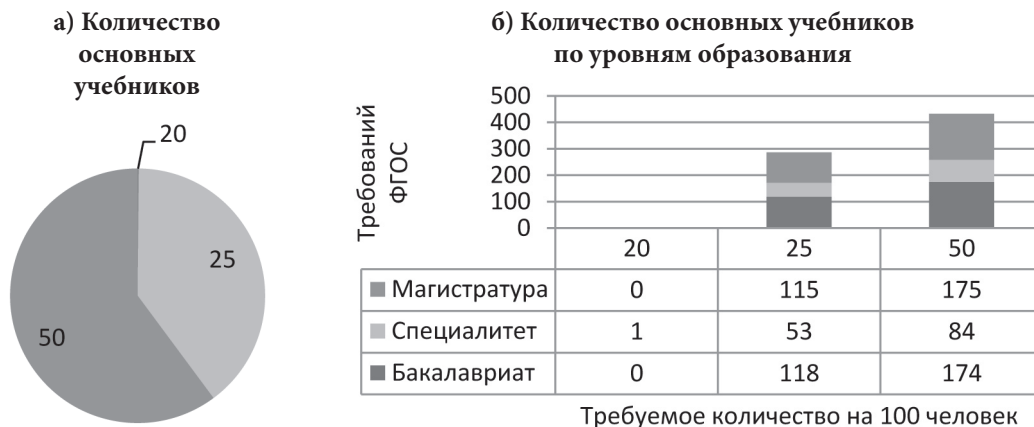 а) Количество
основных
учебников
20
25
50
б) Количество основных учебников
по уровням образования
Требований
ФГОС
500
400
300
200
100
0
20 25 50
Магистратура 0 115 175
Специалитет 1 53 84
Бакалавриат 0 118 174
Требуемое количество на 100 человек